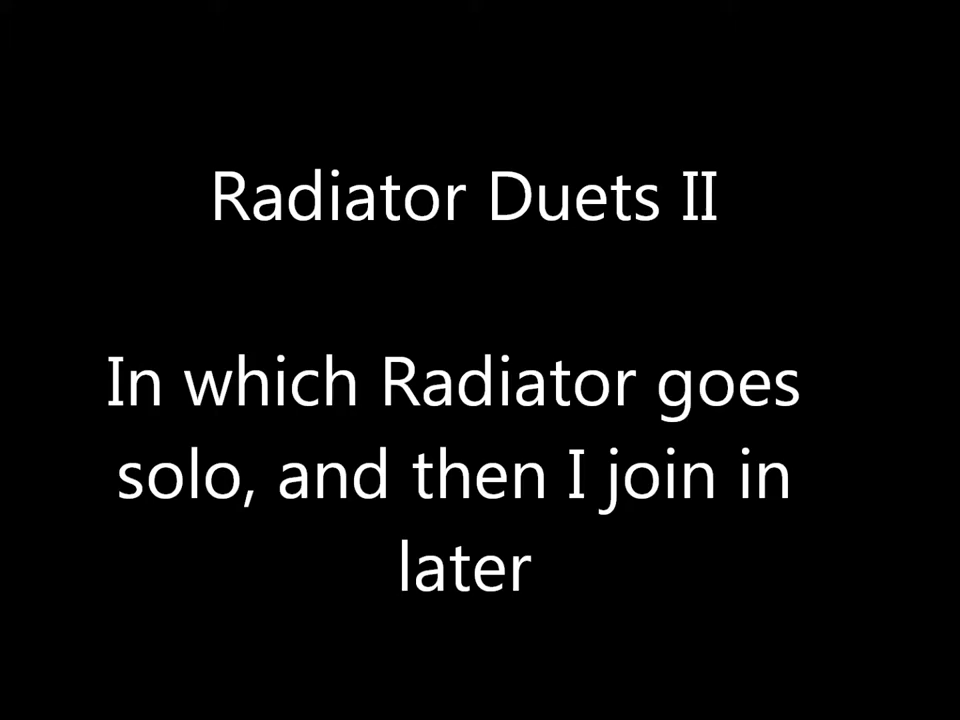 Radiator Duets II
In which Radiator goes
solo, and then I join in
later